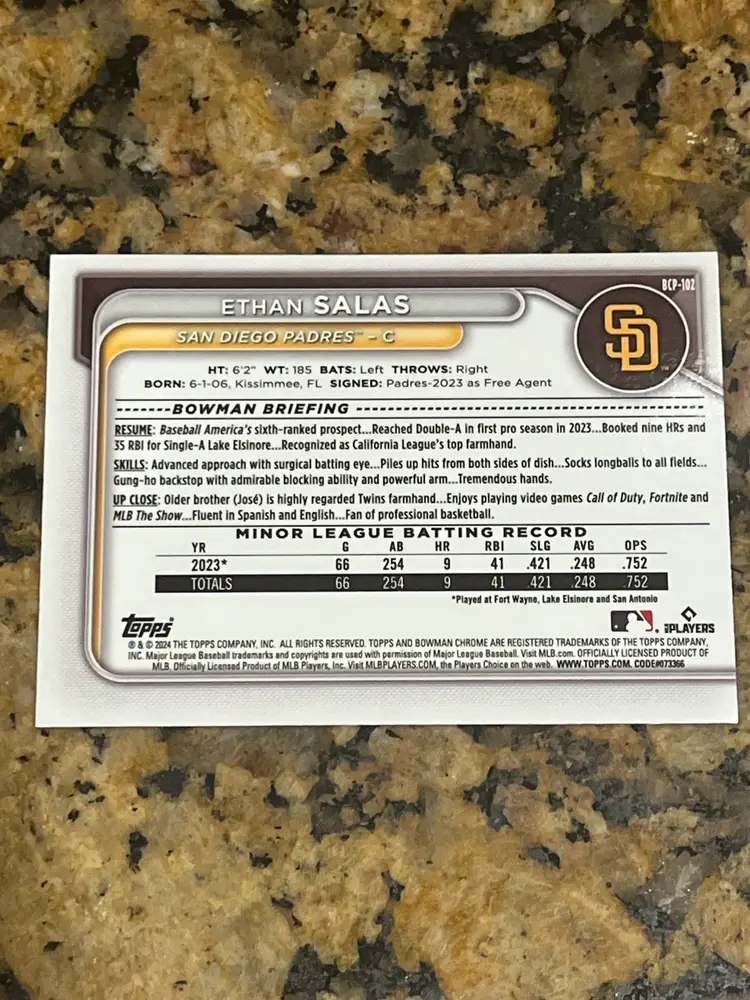 BCP-102
ETHAN SALAS
SD
SAN DIEGO PADRES™ – C
HT: 6'2" WT: 185 BATS: Left THROWS: Right
BORN: 6-1-06, Kissimmee, FL SIGNED: Padres-2023 as Free Agent
BOWMAN BRIEFING
RESUME: Baseball America's sixth-ranked prospect...Reached Double-A in first pro season in 2023...Booked nine HRs and
35 RBI for Single-A Lake Elsinore...Recognized as California League's top farmhand.
SKILLS: Advanced approach with surgical batting eye...Piles up hits from both sides of dish...Socks longballs to all fields...
Gung-ho backstop with admirable blocking ability and powerful arm...Tremendous hands.
UP CLOSE: Older brother (José) is highly regarded Twins farmhand...Enjoys playing video games Call of Duty, Fortnite and
MLB The Show...Fluent in Spanish and English...Fan of professional basketball.
MINOR LEAGUE BATTING RECORD
YR G AB HR RBI SLG AVG OPS
2023* 66 254 9 41 .421 .248 .752
TOTALS 66 254 9 41 .421 .248 .752
*Played at Fort Wayne, Lake Elsinore and San Antonio
Topps
MLB PLAYERS
® & © 2024 THE TOPPS COMPANY, INC. ALL RIGHTS RESERVED. TOPPS AND BOWMAN CHROME ARE REGISTERED TRADEMARKS OF THE TOPPS COMPANY,
INC. Major League Baseball trademarks and copyrights are used with permission of Major League Baseball. Visit MLB.com. OFFICIALLY LICENSED PRODUCT OF
MLB. Officially Licensed Product of MLB Players, Inc. Visit MLBPLAYERS.COM, the Players Choice on the web. WWW.TOPPS.COM. CODE#073366